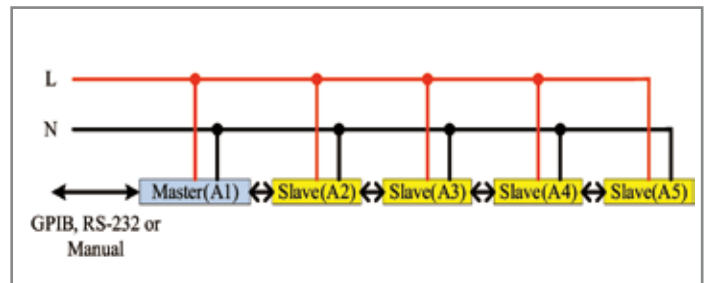 L
N
Master(A1) Slave(A2) Slave(A3) Slave(A4) Slave(A5)
GPIB, RS-232 or
Manual